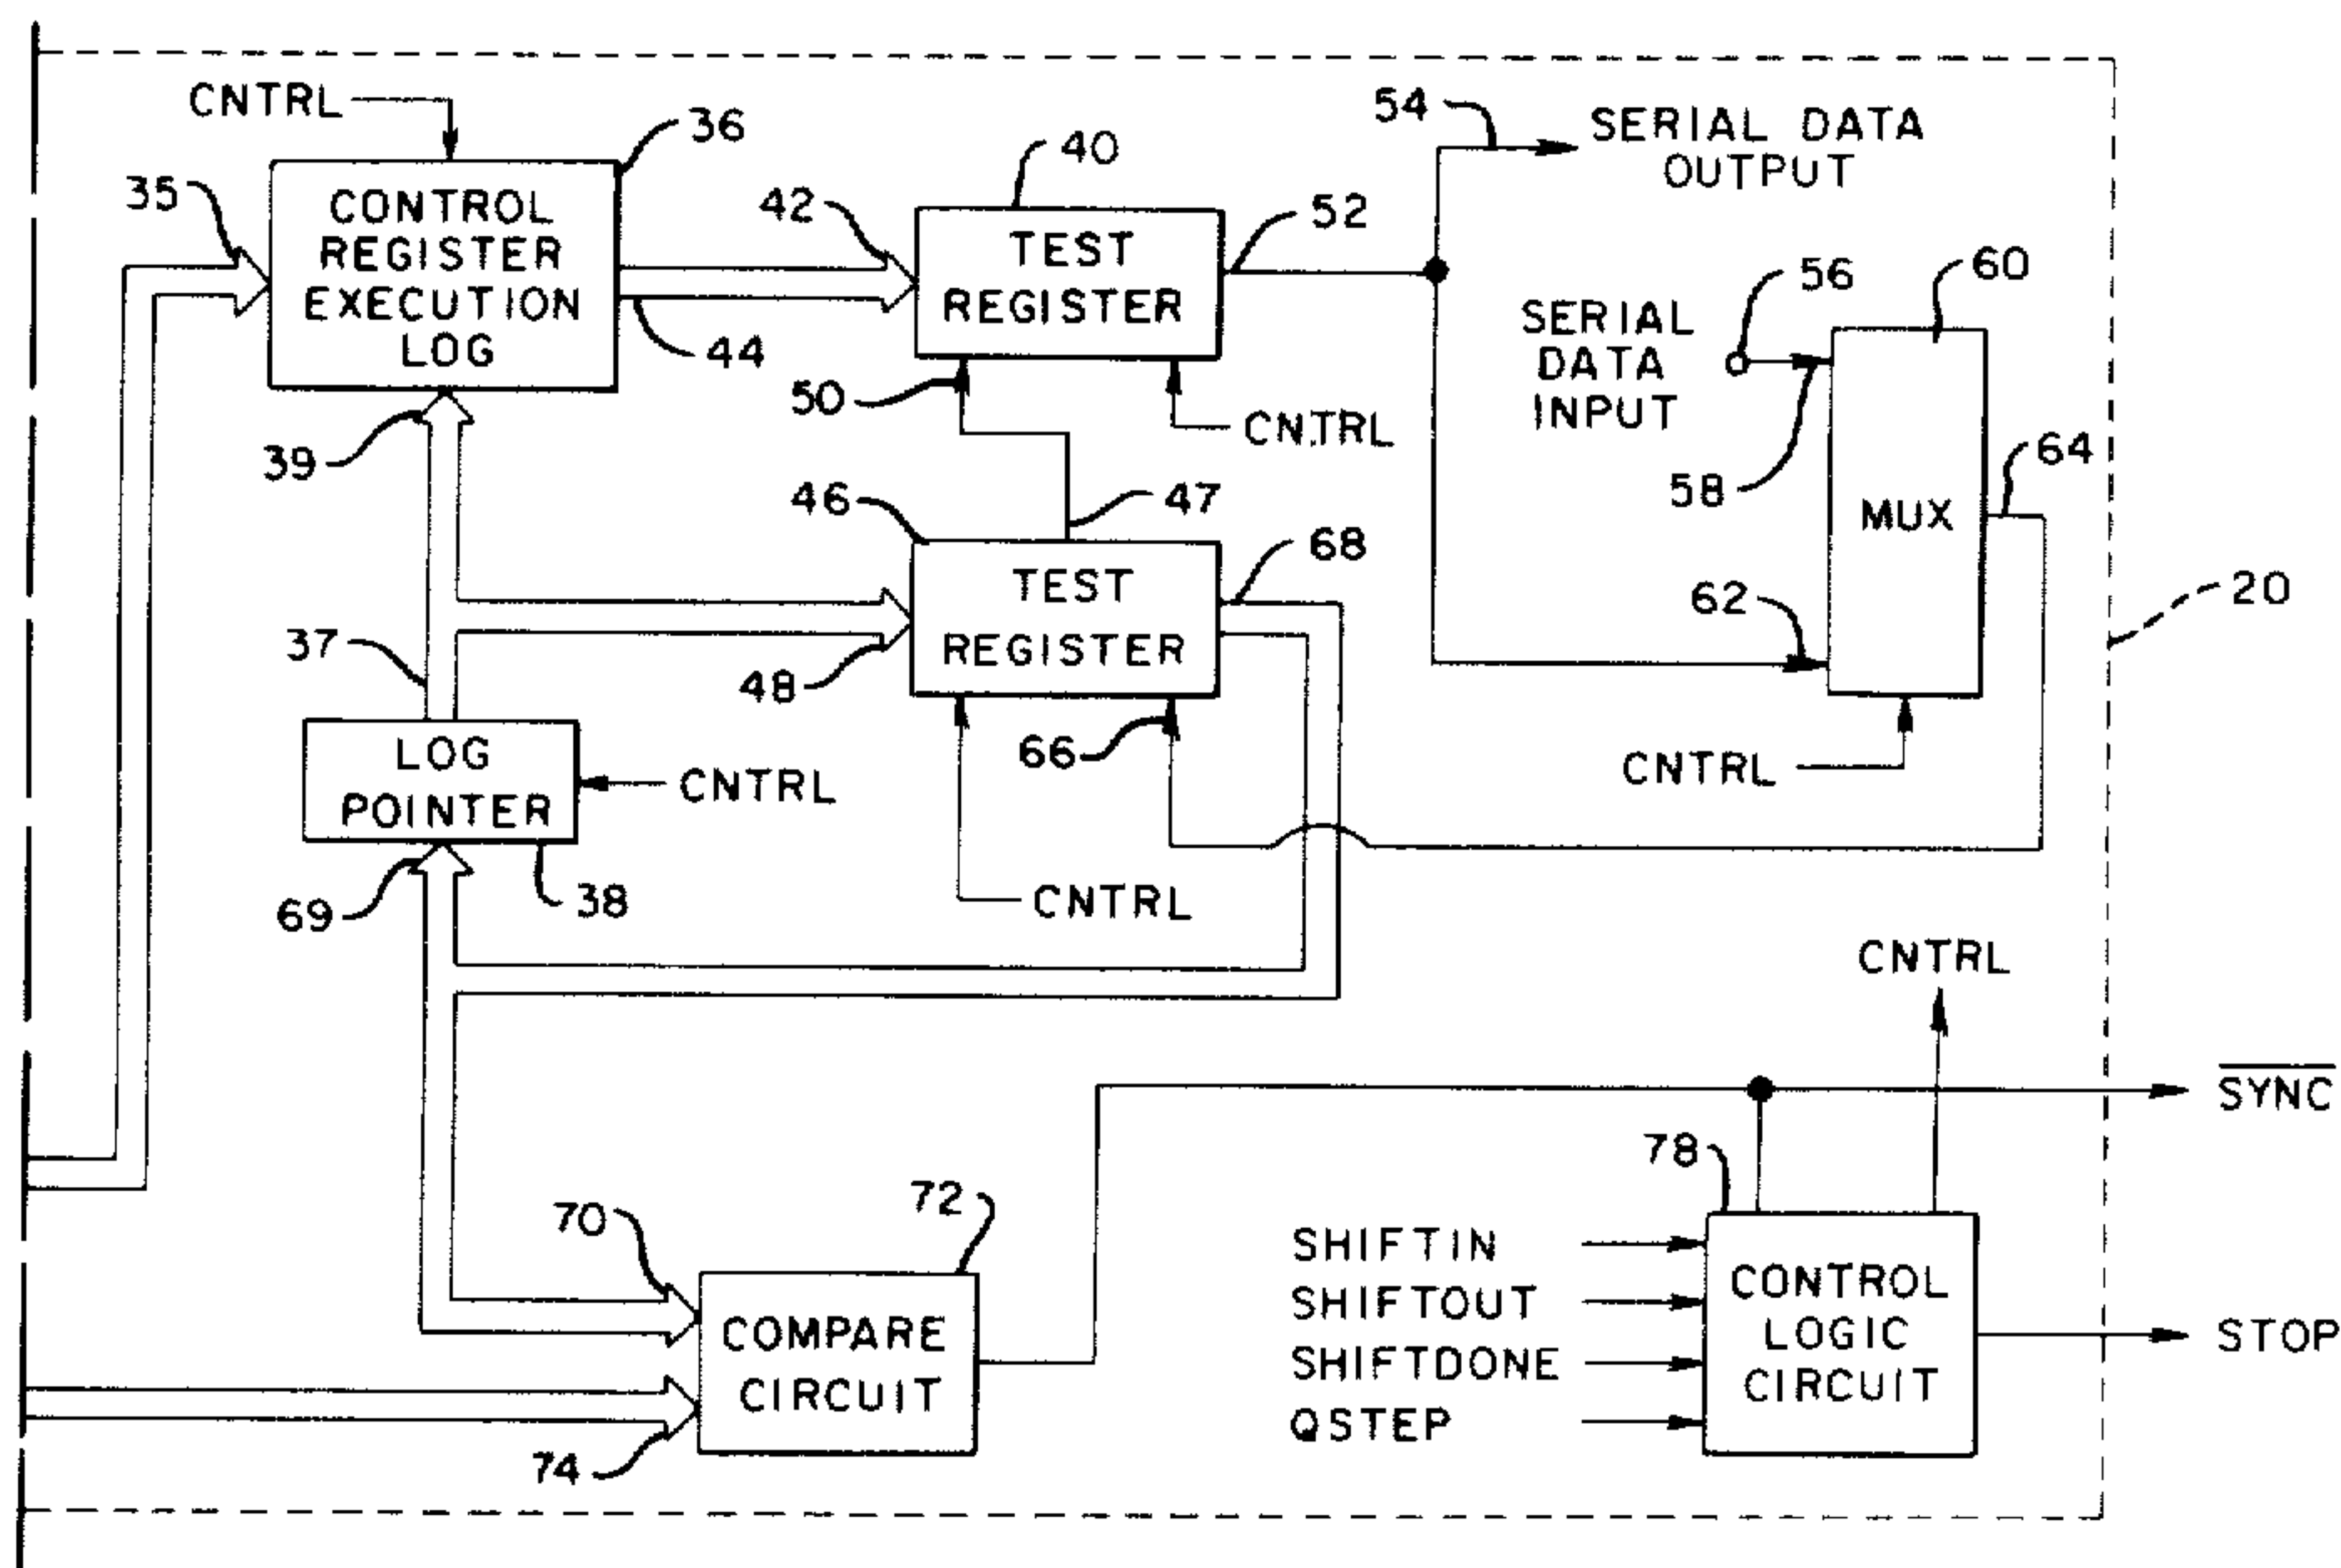 CNTRL
36
54
SERIAL DATA
OUTPUT
40
35
CONTROL
REGISTER
EXECUTION
LOG
42
TEST
REGISTER
52
44
56
60
SERIAL
DATA
INPUT
50
CNTRL
39
58
64
46
47
MUX
68
TEST
REGISTER
62
20
37
48
66
LOG
POINTER
CNTRL
CNTRL
69
38
CNTRL
CNTRL
SYNC
78
70
72
COMPARE
CIRCUIT
SHIFTIN
SHIFTOUT
SHIFTDONE
QSTEP
CONTROL
LOGIC
CIRCUIT
STOP
74